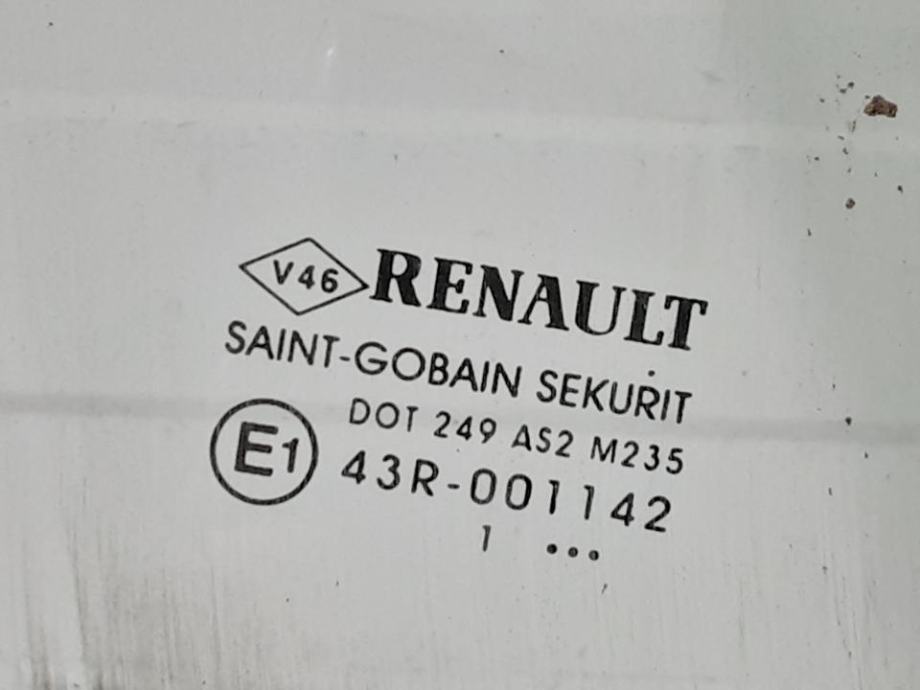 V46 RENAULT
SAINT-GOBAIN SEKURIT
DOT 249 AS2 M235
E1 43R-001142
1 •••